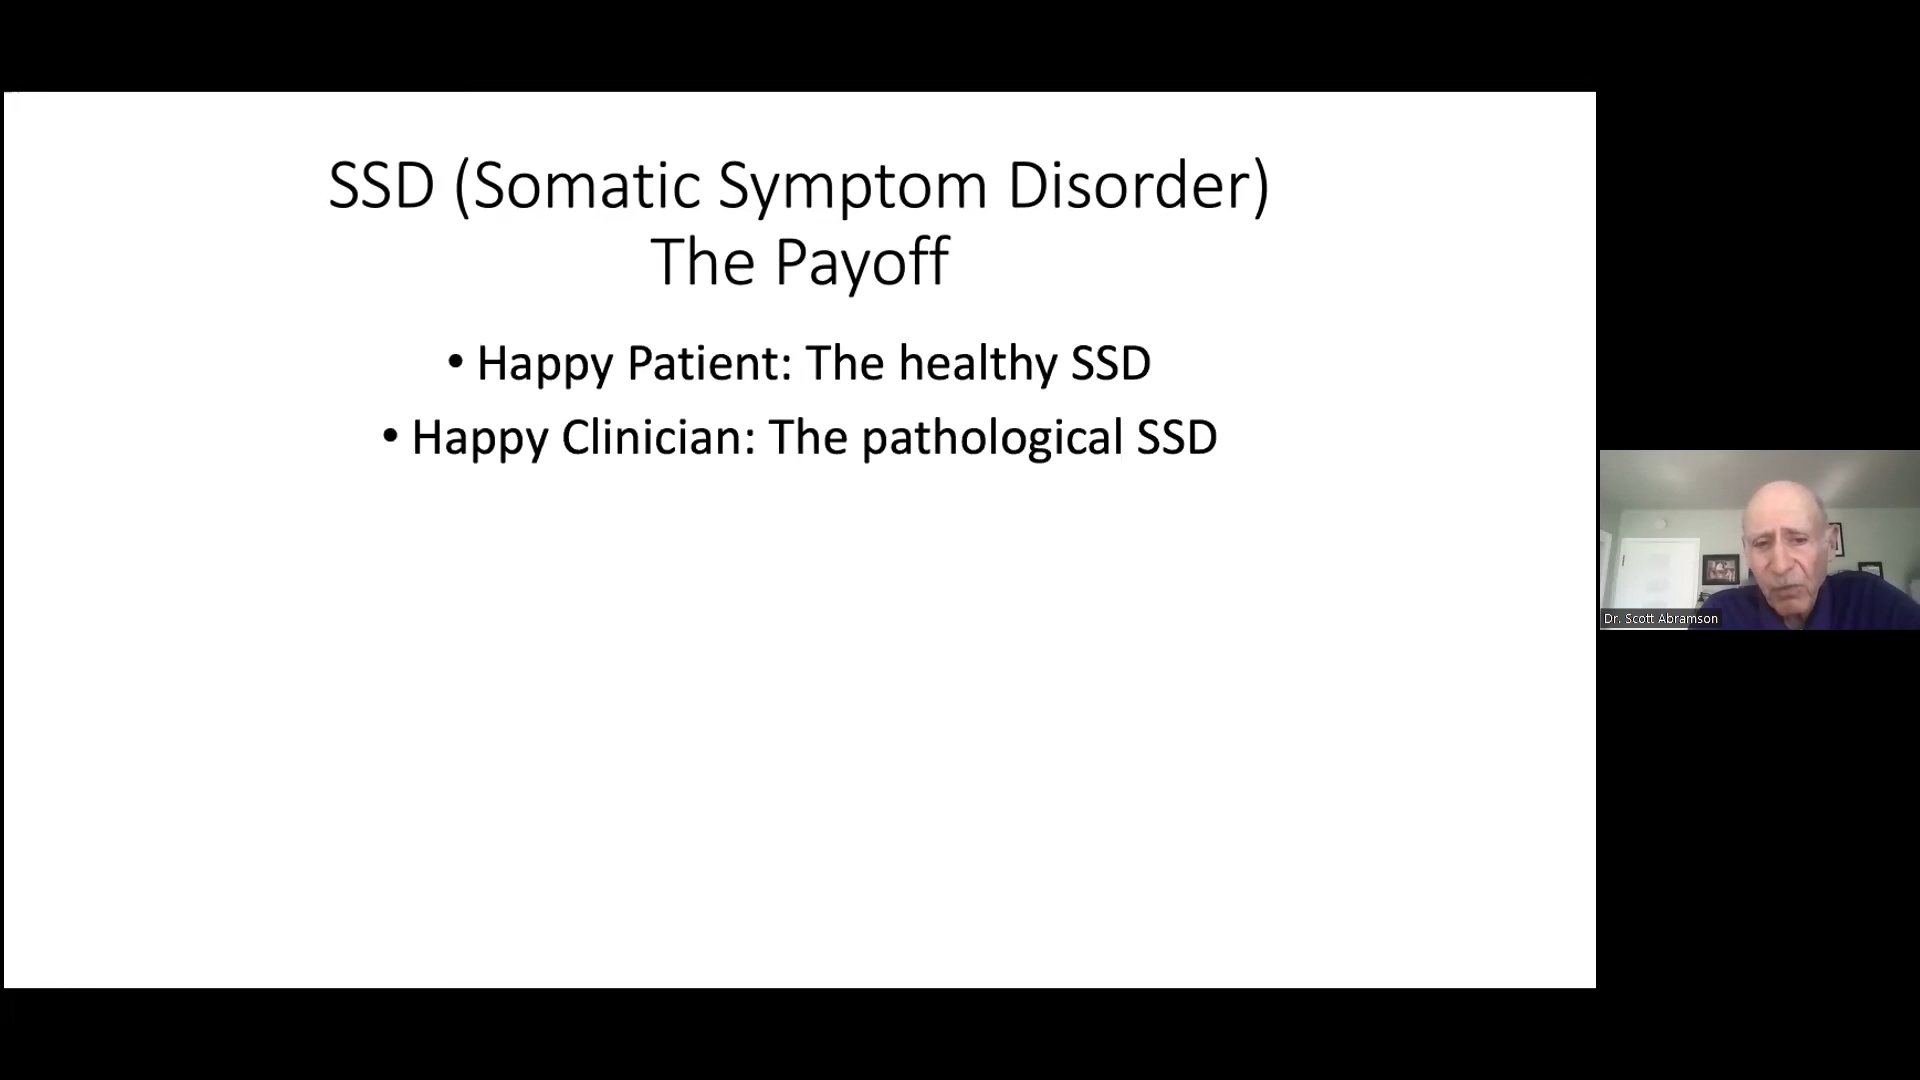 SSD (Somatic Symptom Disorder)
The Payoff
• Happy Patient: The healthy SSD
• Happy Clinician: The pathological SSD
Dr. Scott Abramson